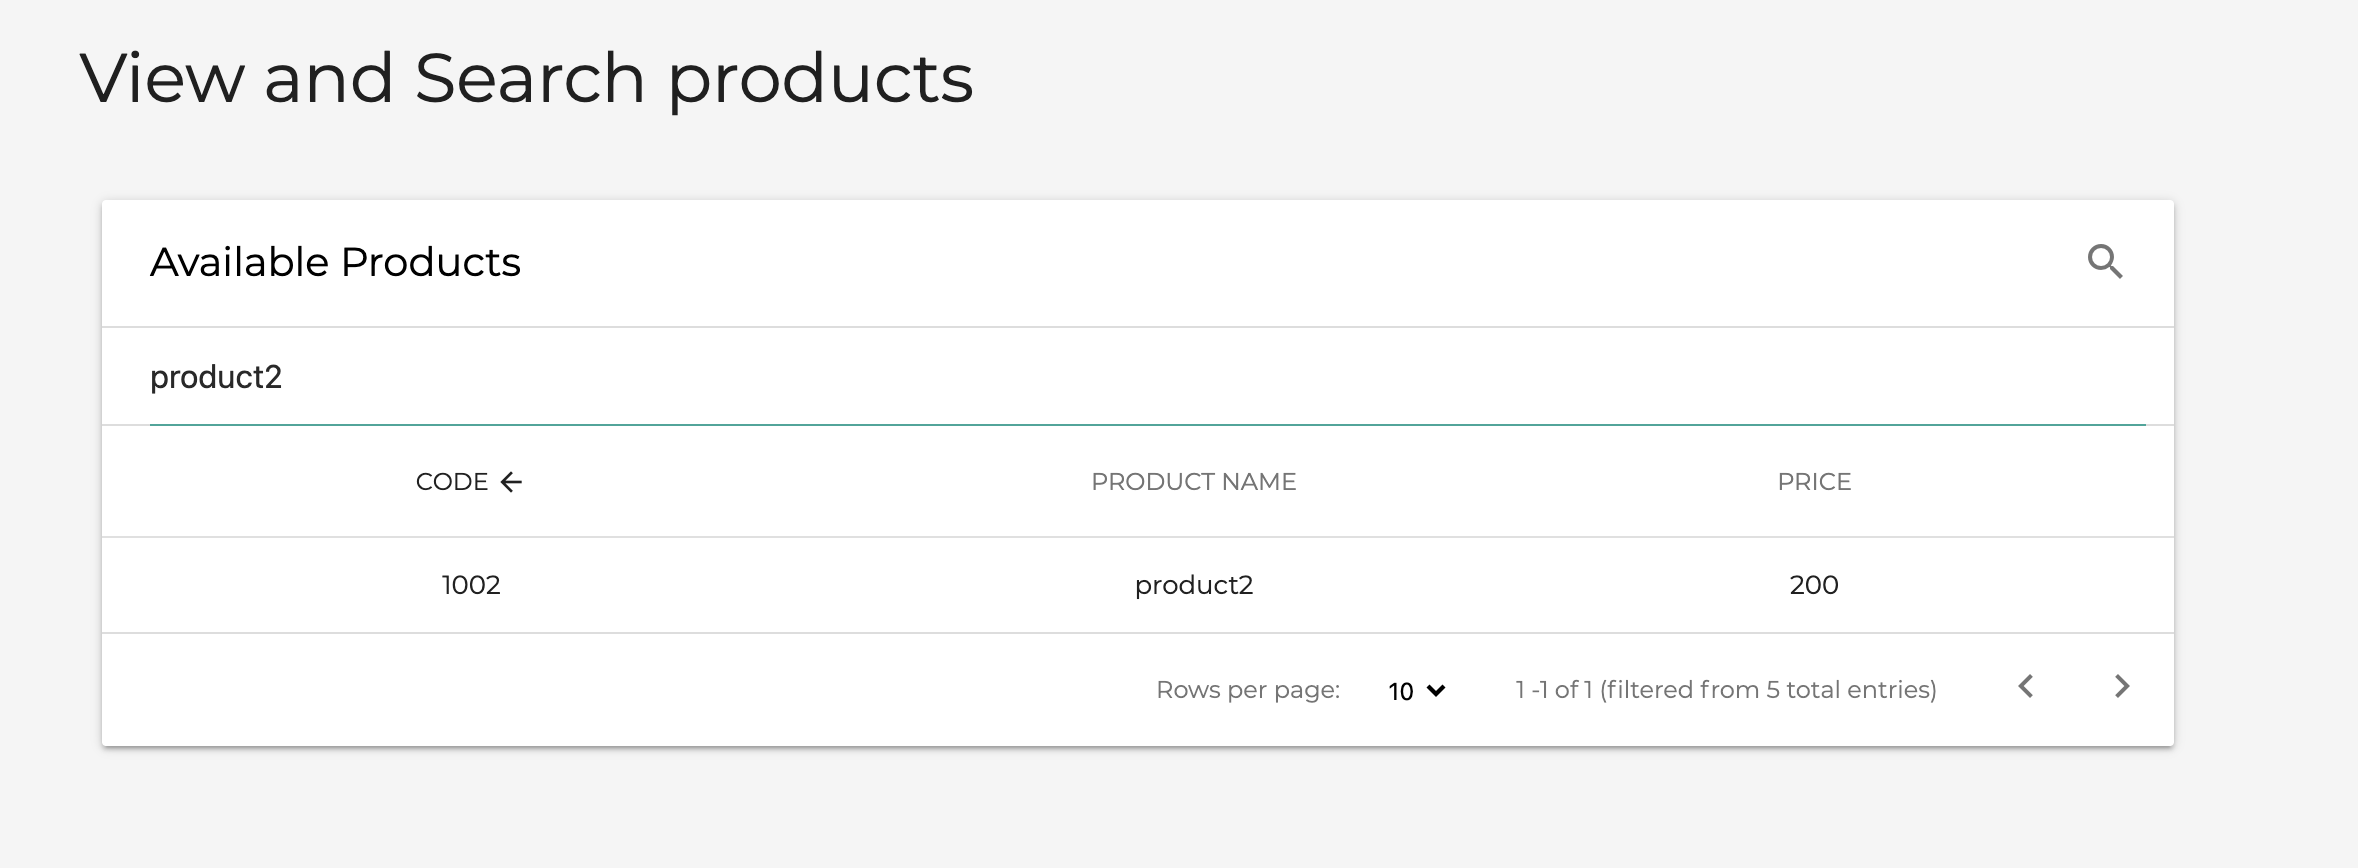 View and Search products
Available Products
product2
CODE PRODUCT NAME PRICE
1002 product2 200
Rows per page: 10 1 -1 of 1 (filtered from 5 total entries)